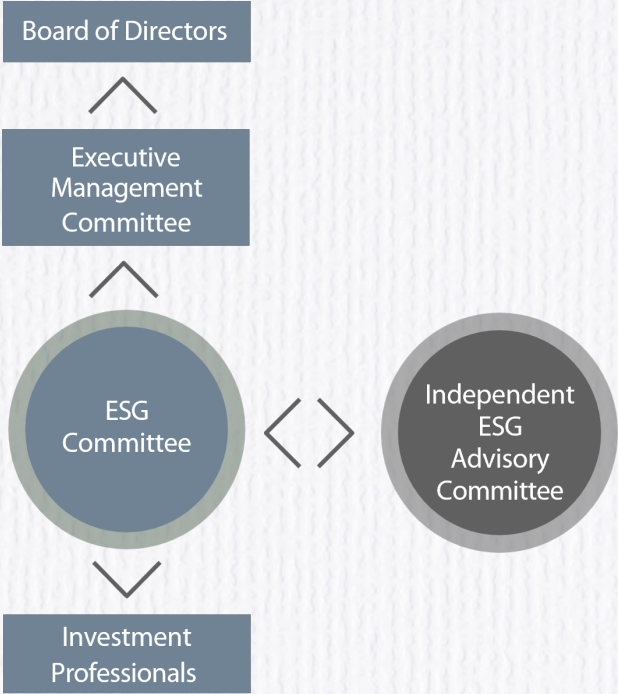 Board of Directors
Executive
Management
Committee
ESG
Committee
Independent
ESG
Advisory
Committee
Investment
Professionals